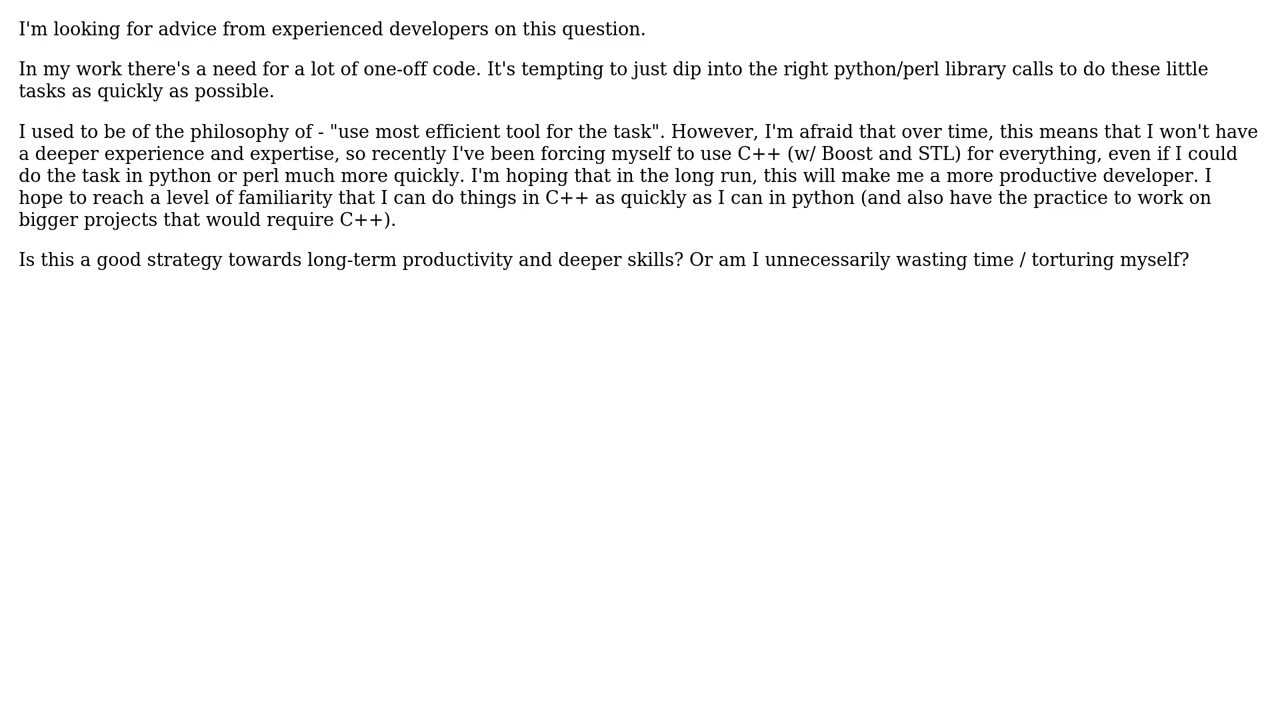 I'm looking for advice from experienced developers on this question.
In my work there's a need for a lot of one-off code. It's tempting to just dip into the right python/perl library calls to do these little
tasks as quickly as possible.
I used to be of the philosophy of - "use most efficient tool for the task". However, I'm afraid that over time, this means that I won't have
a deeper experience and expertise, so recently I've been forcing myself to use C++ (w/ Boost and STL) for everything, even if I could
do the task in python or perl much more quickly. I'm hoping that in the long run, this will make me a more productive developer. I
hope to reach a level of familiarity that I can do things in C++ as quickly as I can in python (and also have the practice to work on
bigger projects that would require C++).
Is this a good strategy towards long-term productivity and deeper skills? Or am I unnecessarily wasting time / torturing myself?